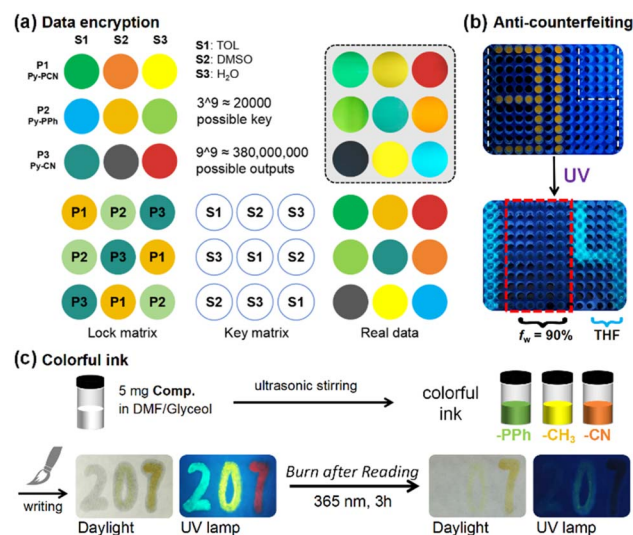 (a) Data encryption
S1 S2 S3
P1
Py-PCN
P2
Py-PPh
P3
Py-CN
S1: TOL
S2: DMSO
S3: H₂O
3^9 ≈ 20000
possible key
9^9 ≈ 380,000,000
possible outputs
P1 P2 P3
P2 P3 P1
P3 P1 P2
Lock matrix
S1 S2 S3
S3 S1 S2
S2 S3 S1
Key matrix
Real data
(b) Anti-counterfeiting
UV
fw = 90%
THF
(c) Colorful ink
5 mg Comp.
in DMF/Glyceol
ultrasonic stirring
colorful
ink
-PPh -CH₃ -CN
writing
207
Daylight
207
UV lamp
Burn after Reading
365 nm, 3h
07
Daylight
207
UV lamp